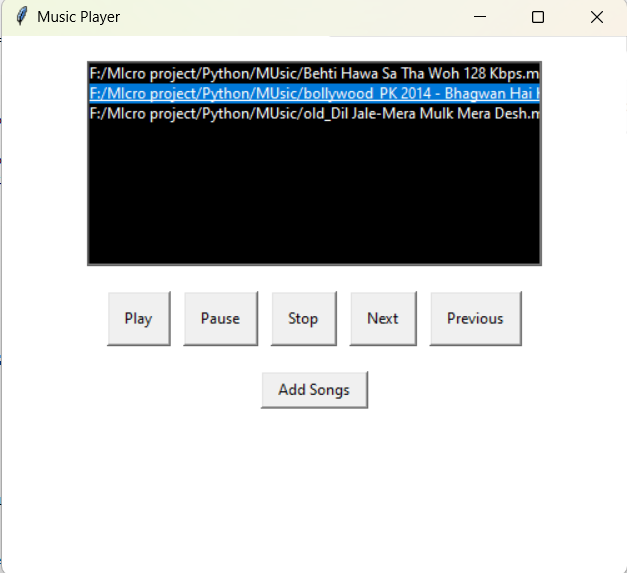 Music Player
F:/MIcro project/Python/MUsic/Behti Hawa Sa Tha Woh 128 Kbps.m
F:/MIcro project/Python/MUsic/bollywood_PK 2014 - Bhagwan Hai
F:/MIcro project/Python/MUsic/old_Dil Jale-Mera Mulk Mera Desh.m
Play Pause Stop Next Previous
Add Songs